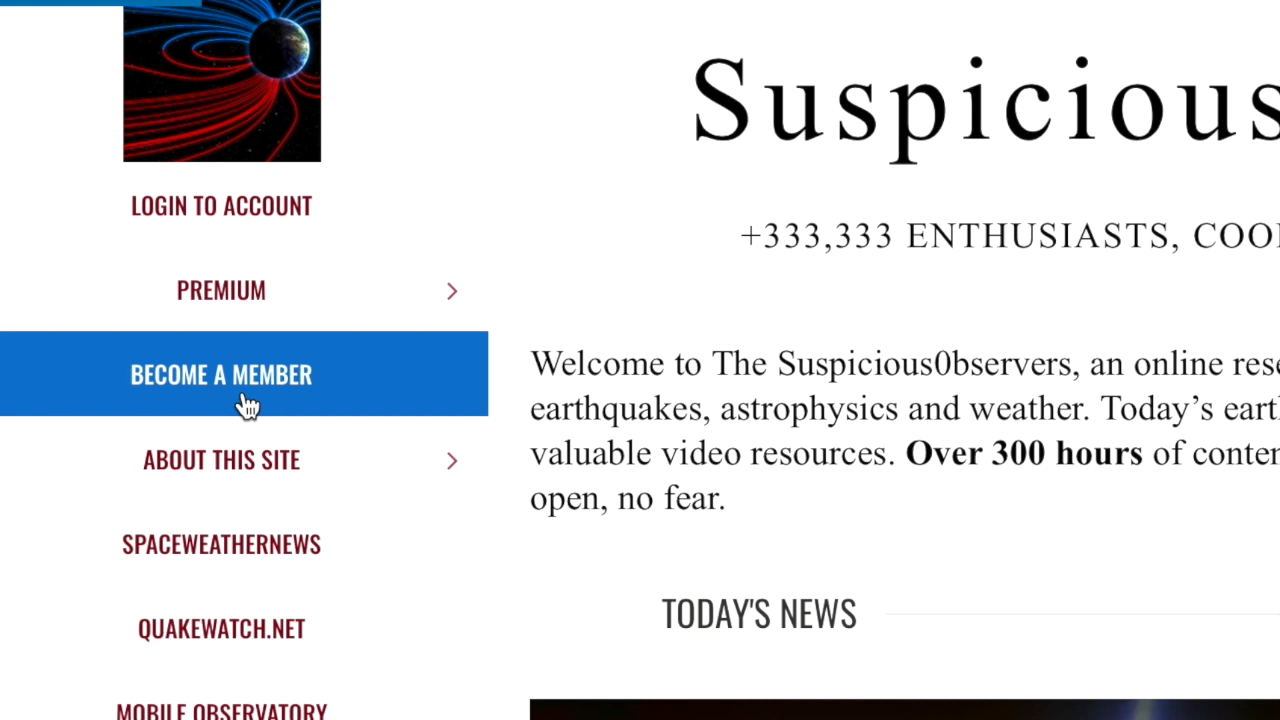 LOGIN TO ACCOUNT
PREMIUM
BECOME A MEMBER
ABOUT THIS SITE
SPACEWEATHERNEWS
QUAKEWATCH.NET
MOBILE OBSERVATORY
Suspicious
+333,333 ENTHUSIASTS,
Welcome to The Suspicious0bservers, an online
earthquakes, astrophysics and weather. Today’s
valuable video resources. Over 300 hours of
open, no fear.
TODAY'S NEWS